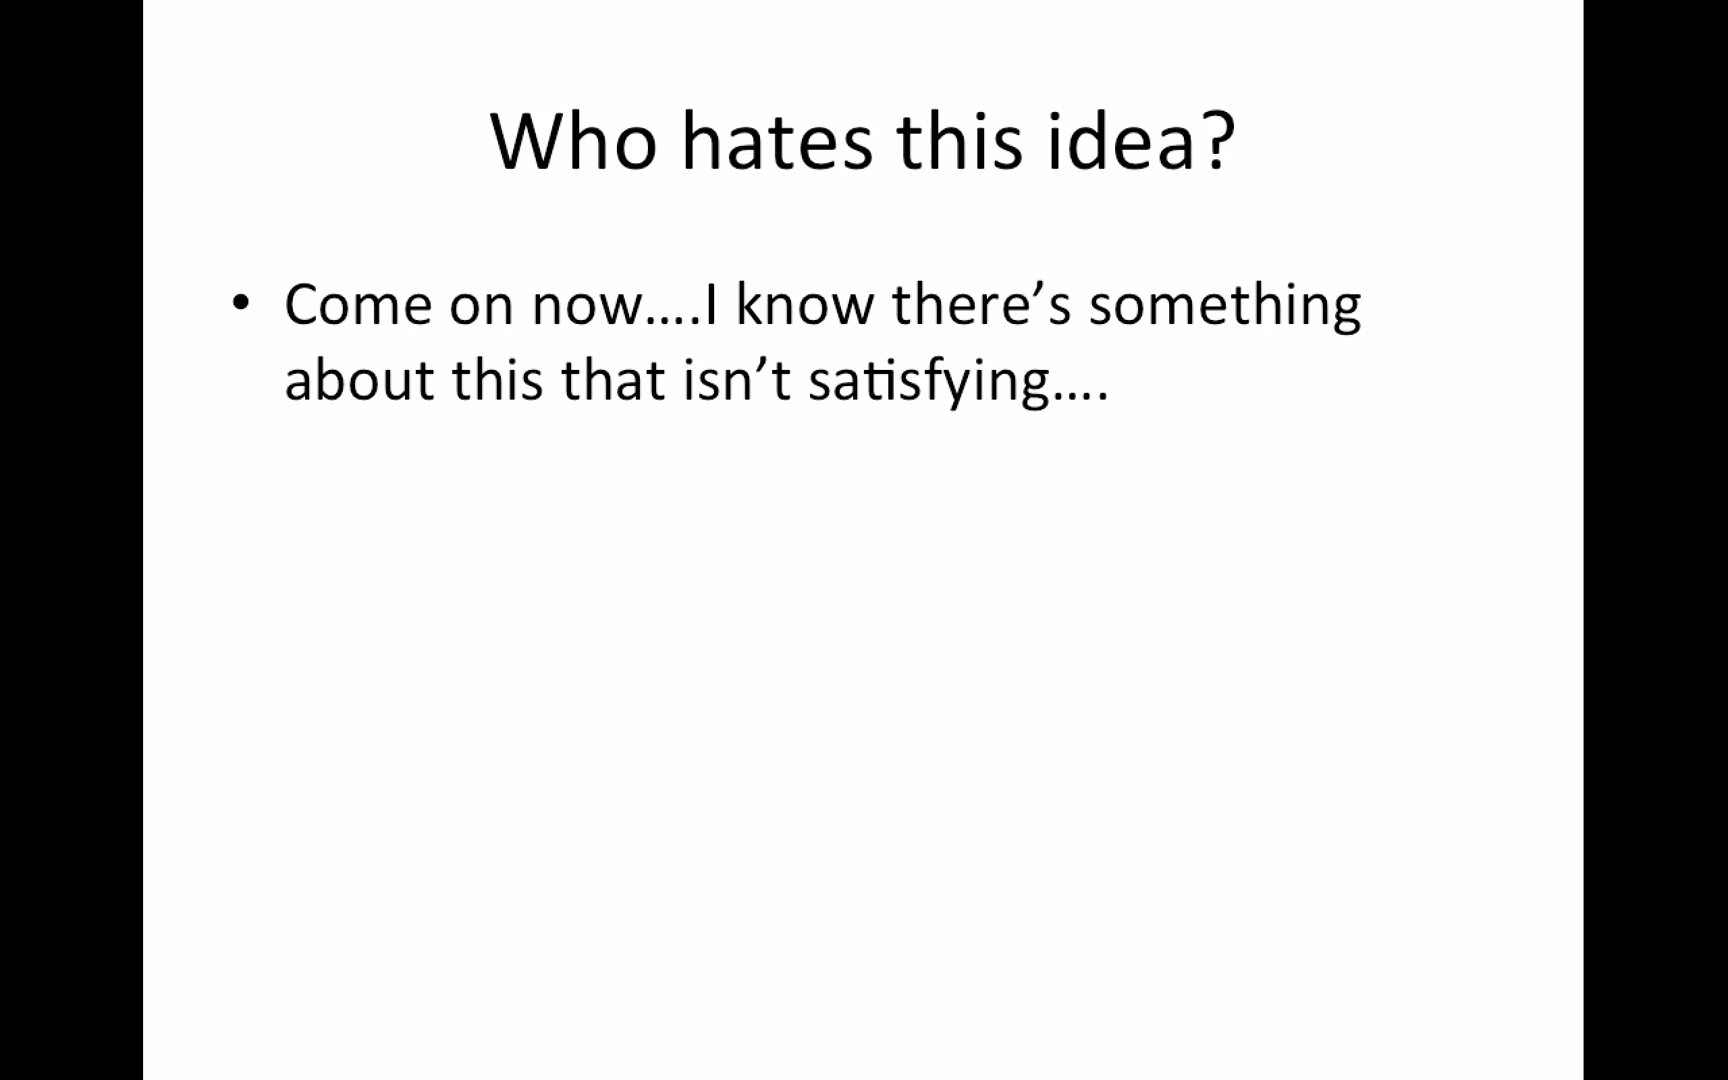 Who hates this idea?
• Come on now….I know there’s something
about this that isn’t satisfying….